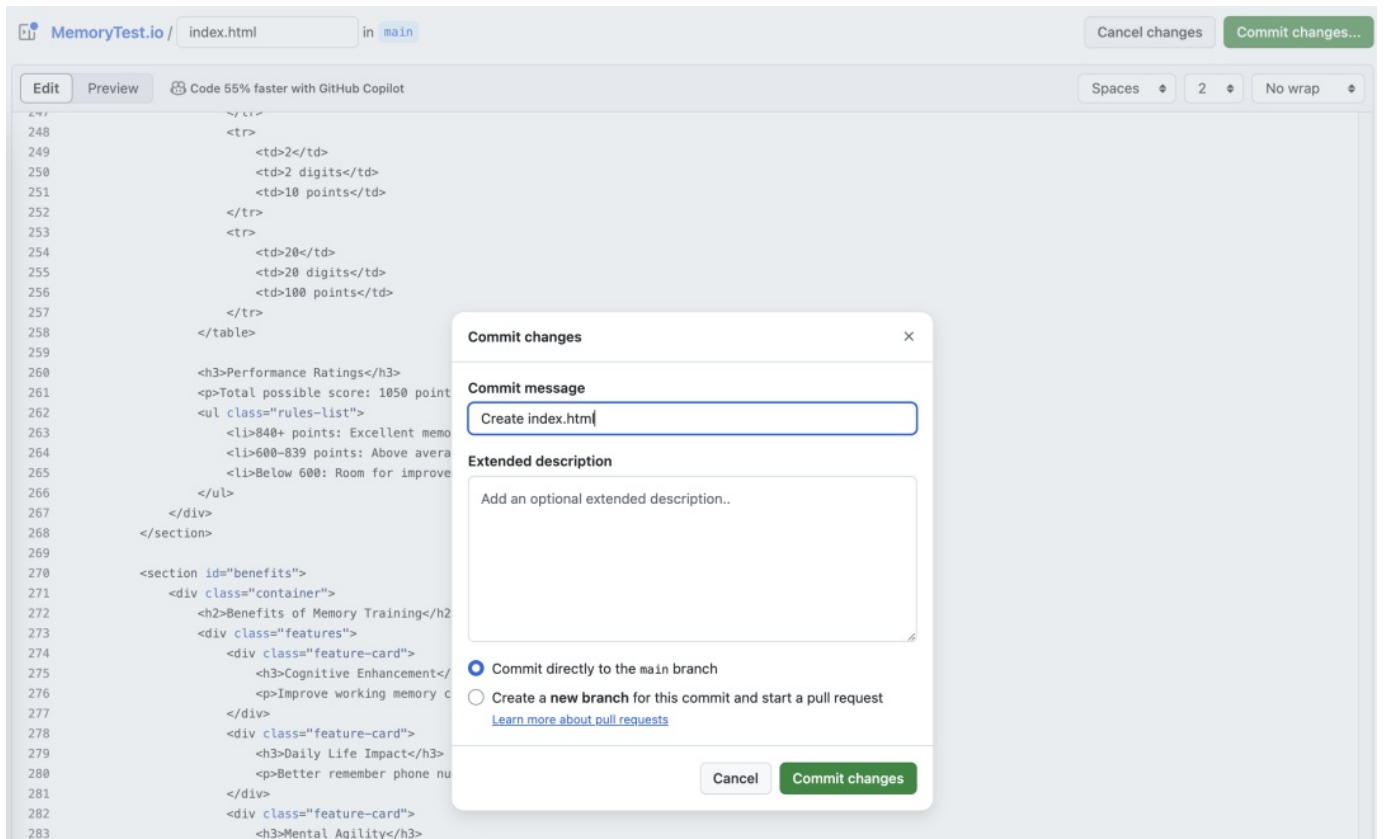 MemoryTest.io / index.html in main Cancel changes Commit changes...
Edit Preview Code 55% faster with GitHub Copilot Spaces 2 No wrap
247 </tr>
248 <tr>
249 <td>2</td>
250 <td>2 digits</td>
251 <td>10 points</td>
252 </tr>
253 <tr>
254 <td>20</td>
255 <td>20 digits</td>
256 <td>100 points</td>
257 </tr>
258 </table>
259
260 <h3>Performance Ratings</h3>
261 <p>Total possible score: 1050 point
262 <ul class="rules-list">
263 <li>840+ points: Excellent memo
264 <li>600-839 points: Above avera
265 <li>Below 600: Room for improve
266 </ul>
267 </div>
268 </section>
269
270 <section id="benefits">
271 <div class="container">
272 <h2>Benefits of Memory Training</h2
273 <div class="features">
274 <div class="feature-card">
275 <h3>Cognitive Enhancement</
276 <p>Improve working memory c
277 </div>
278 <div class="feature-card">
279 <h3>Daily Life Impact</h3>
280 <p>Better remember phone nu
281 </div>
282 <div class="feature-card">
283 <h3>Mental Agility</h3>
Commit changes
Commit message
Create index.html
Extended description
Add an optional extended description..
Commit directly to the main branch
Create a new branch for this commit and start a pull request
Learn more about pull requests
Cancel Commit changes